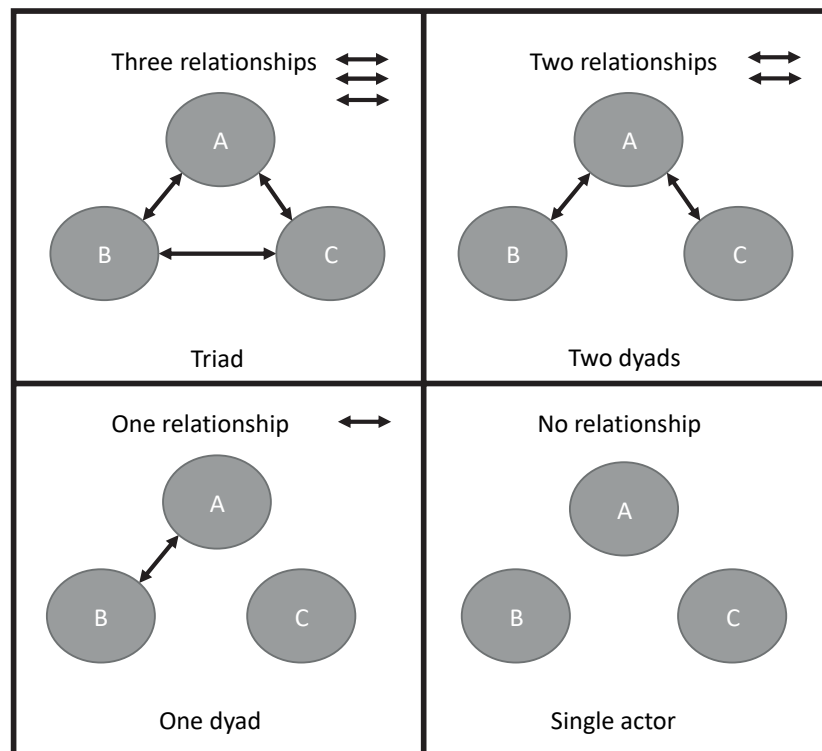 Three relationships
A
B
C
Triad
Two relationships
A
B
C
Two dyads
One relationship
A
B
C
One dyad
No relationship
A
B
C
Single actor